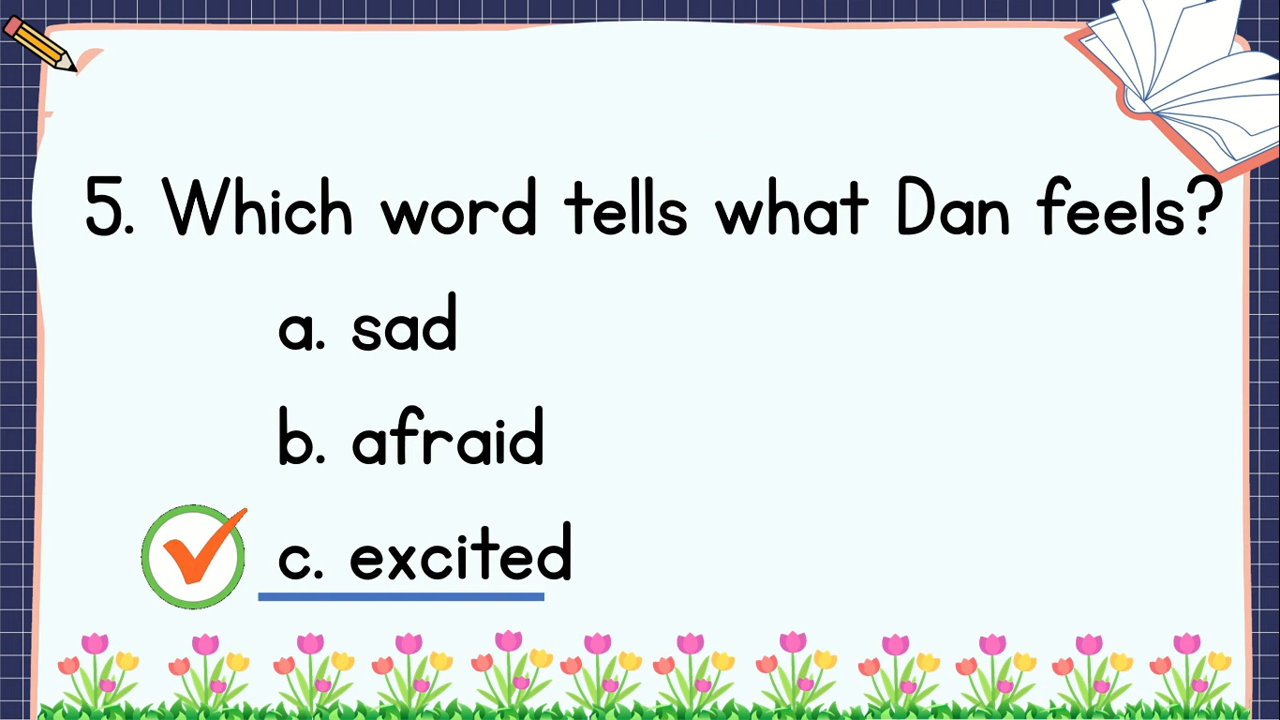 5. Which word tells what Dan feels?
a. sad
b. afraid
c. excited